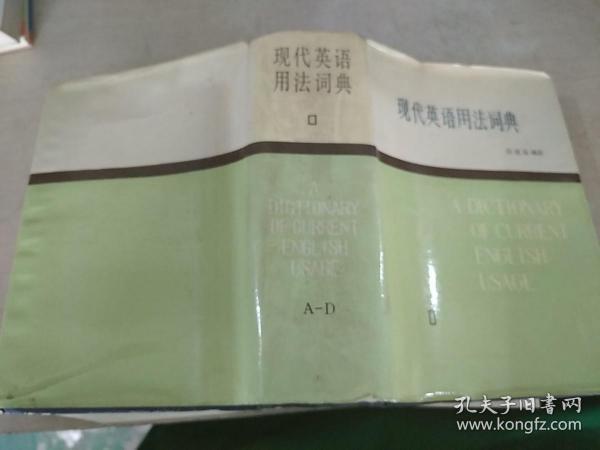 现代英语
用法词典
A
DICTIONARY
OF CURRENT
ENGLISH
USAGE
A-D
现代英语用法词典
A DICTIONARY
OF CURRENT
ENGLISH
USAGE
孔夫子旧书网
www.kongfz.com